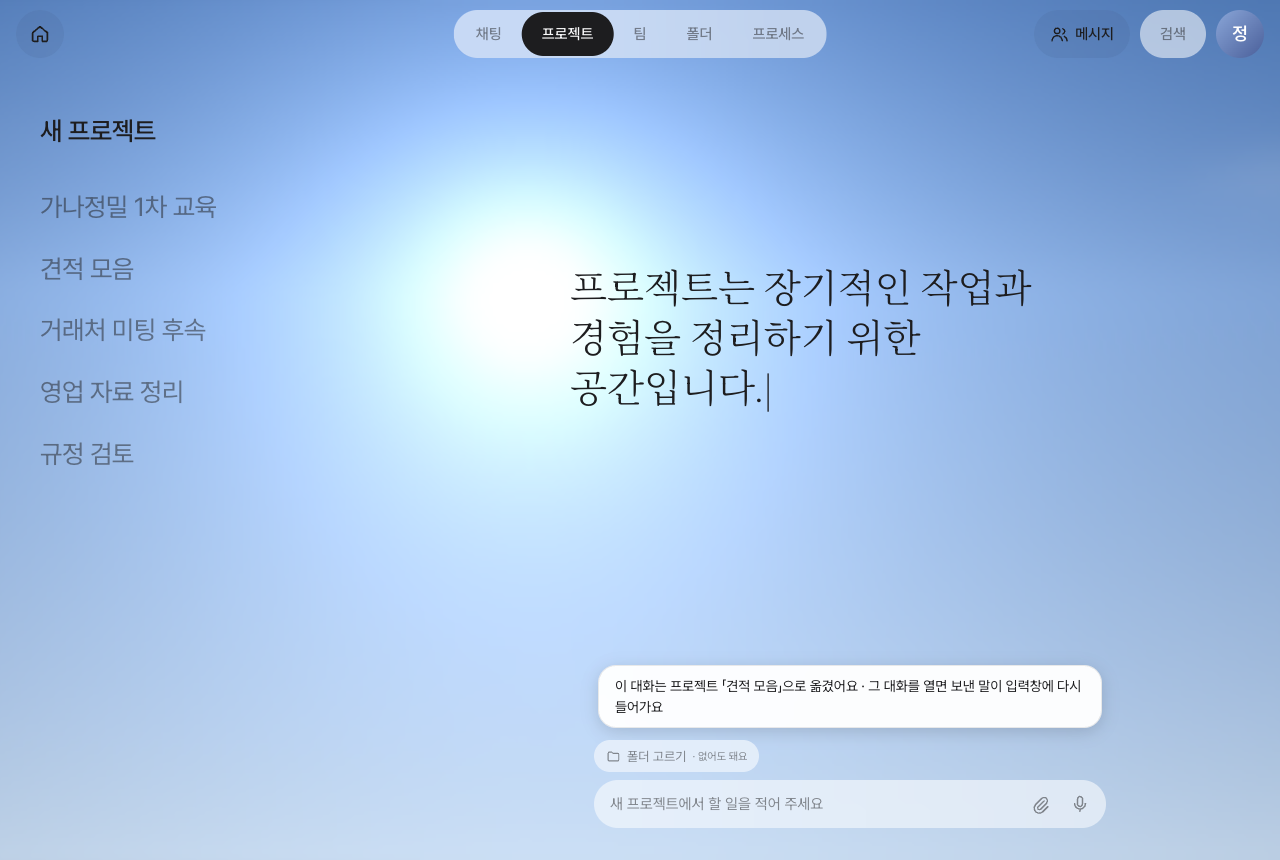 채팅
프로젝트
팀
폴더
프로세스
메시지
검색
정
새 프로젝트
가나정밀 1차 교육
견적 모음
거래처 미팅 후속
영업 자료 정리
규정 검토
프로젝트는 장기적인 작업과
경험을 정리하기 위한
공간입니다.
이 대화는 프로젝트 「견적 모음」으로 옮겼어요 · 그 대화를 열면 보낸 말이 입력창에 다시
들어가요
폴더 고르기 · 없어도 돼요
새 프로젝트에서 할 일을 적어 주세요